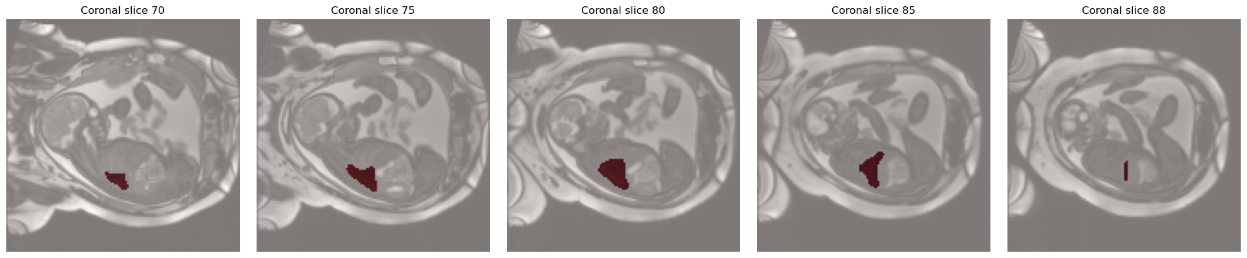 Coronal slice 70
Coronal slice 75
Coronal slice 80
Coronal slice 85
Coronal slice 88